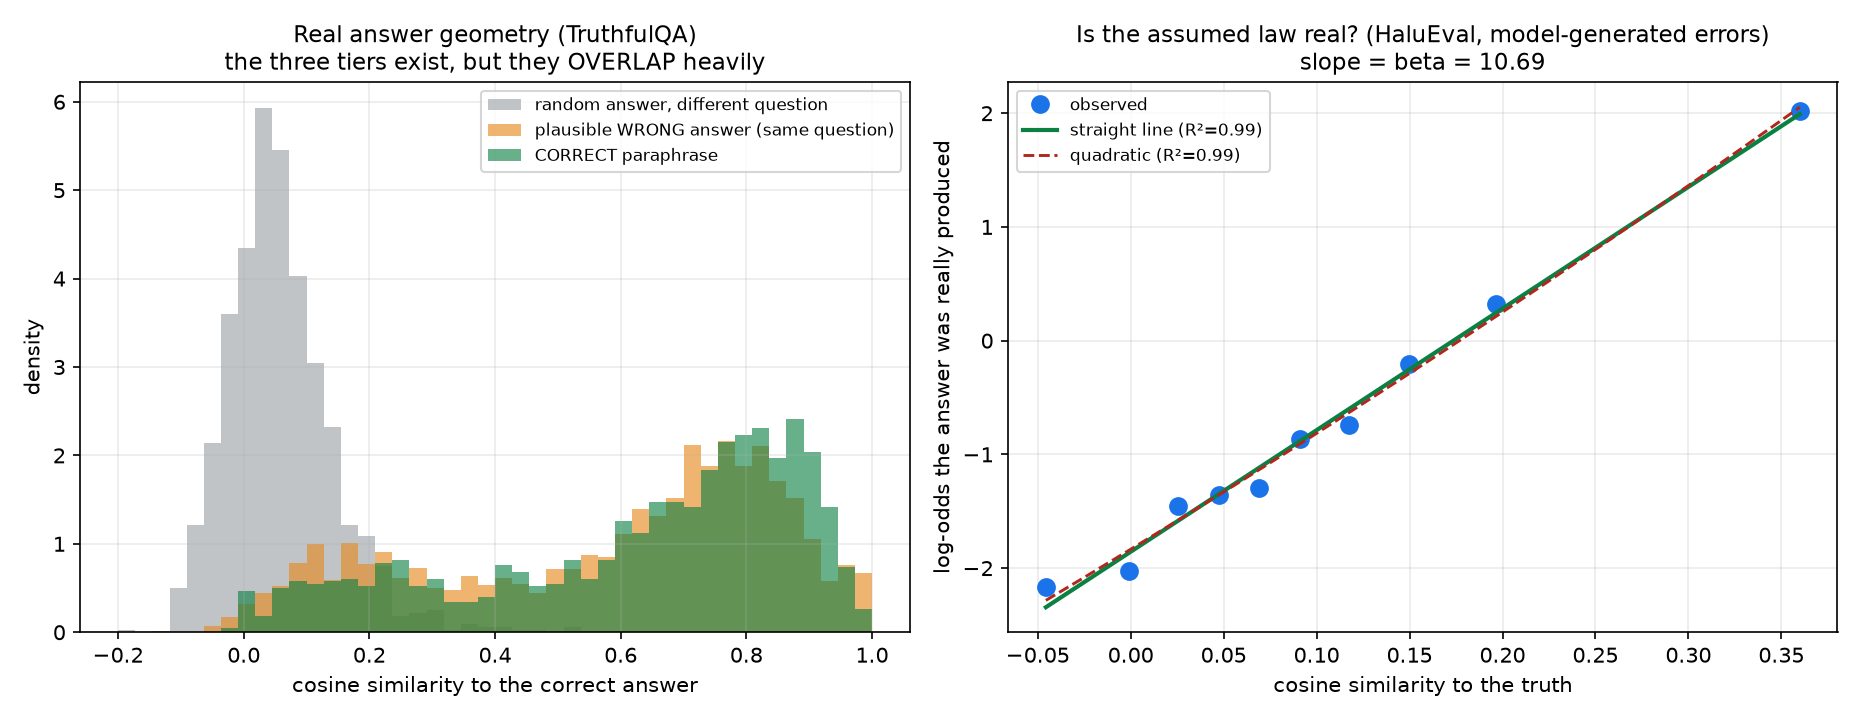 Real answer geometry (TruthfulQA)
the three tiers exist, but they OVERLAP heavily
random answer, different question
plausible WRONG answer (same question)
CORRECT paraphrase
density
6
5
4
3
2
1
0
−0.2
0.0
0.2
0.4
0.6
0.8
1.0
cosine similarity to the correct answer
Is the assumed law real? (HaluEval, model-generated errors)
slope = beta = 10.69
observed
straight line (R²=0.99)
quadratic (R²=0.99)
log-odds the answer was really produced
2
1
0
−1
−2
−0.05
0.00
0.05
0.10
0.15
0.20
0.25
0.30
0.35
cosine similarity to the truth